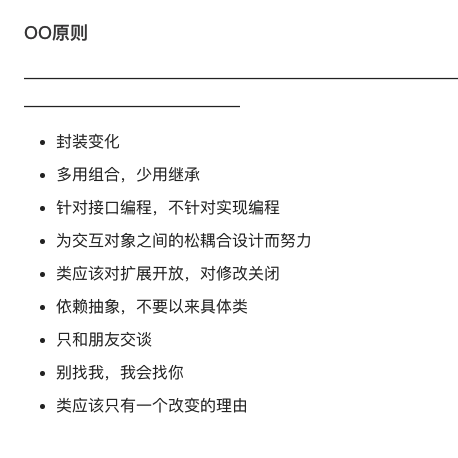 OO原则
封装变化
多用组合，少用继承
针对接口编程，不针对实现编程
为交互对象之间的松耦合设计而努力
类应该对扩展开放，对修改关闭
依赖抽象，不要以来具体类
只和朋友交谈
别找我，我会找你
类应该只有一个改变的理由